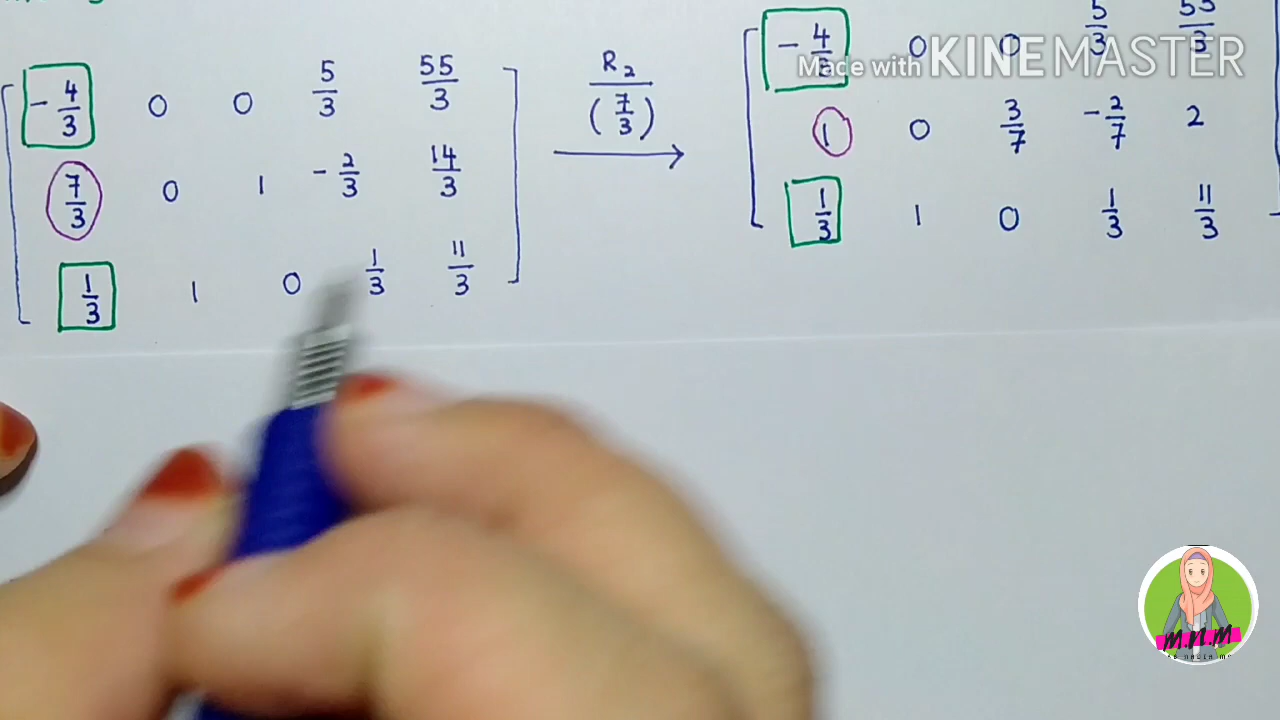 -4/3 0 0 5/3 55/3
7/3 0 1 -2/3 14/3
1/3 1 0 1/3 11/3
R2
(7/3)
-4/3 0 0 5/3 55/3
1 0 3/7 -2/7 2
1/3 1 0 1/3 11/3
Made with KINEMASTER
M.N.M